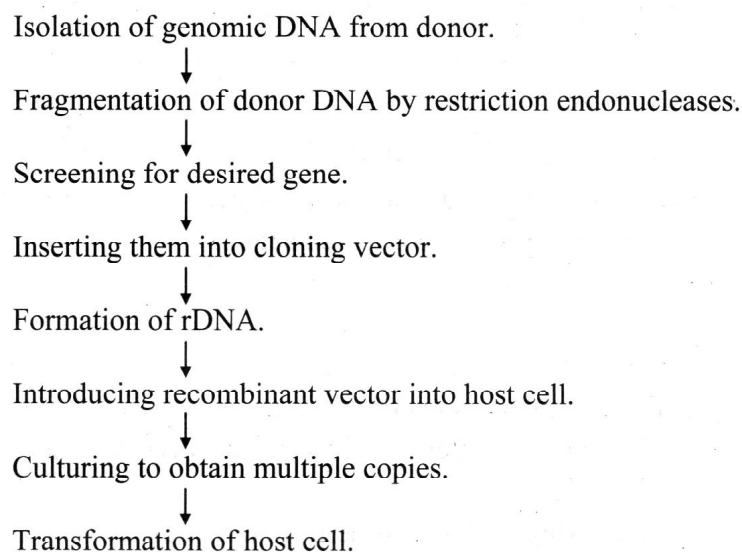 Isolation of genomic DNA from donor.
Fragmentation of donor DNA by restriction endonucleases.
Screening for desired gene.
Inserting them into cloning vector.
Formation of rDNA.
Introducing recombinant vector into host cell.
Culturing to obtain multiple copies.
Transformation of host cell.